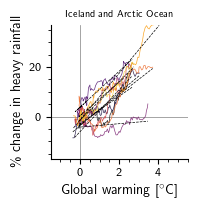 Iceland and Arctic Ocean
% change in heavy rainfall
20
0
0
2
4
Global warming [°C]